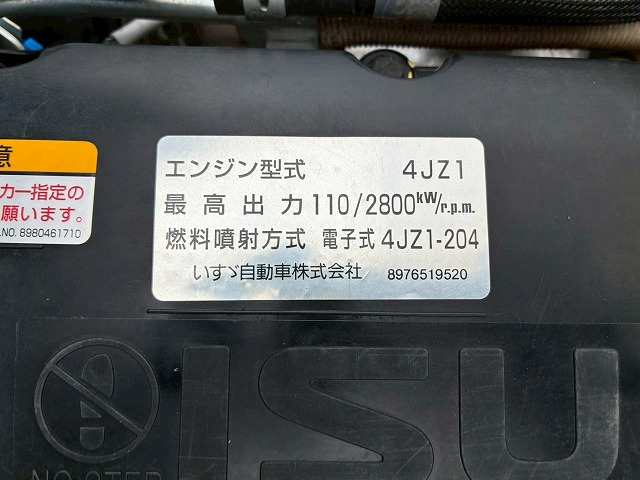 意
カー指定の
願います。
.NO. 8980461710
エンジン型式 4JZ1
最高出力 110/2800kW/r.p.m.
燃料噴射方式 電子式 4JZ1-204
いすゞ自動車株式会社 8976519520
ISU
NO STEP